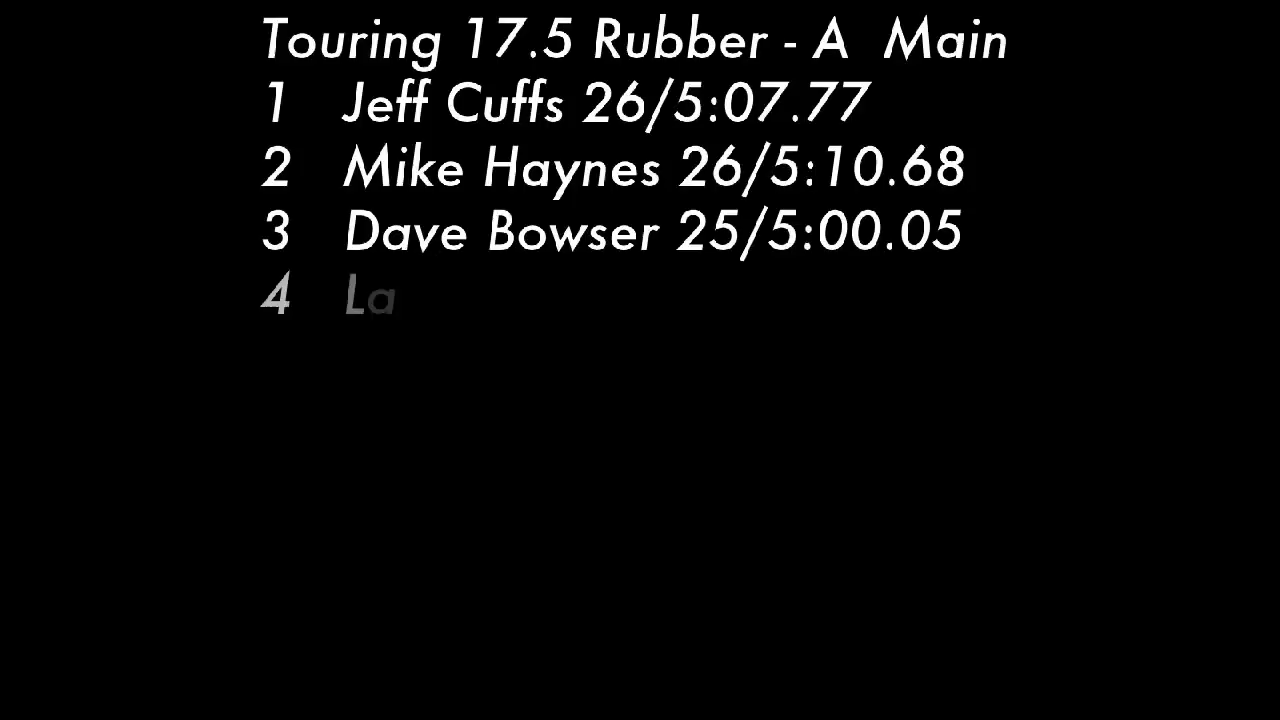 Touring 17.5 Rubber - A Main
1 Jeff Cuffs 26/5:07.77
2 Mike Haynes 26/5:10.68
3 Dave Bowser 25/5:00.05
4 La